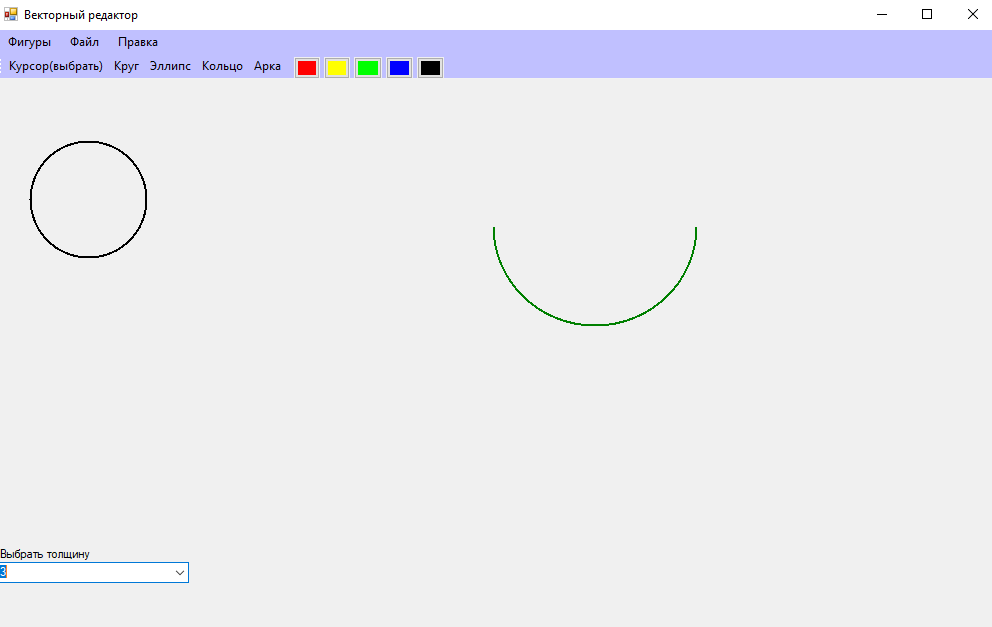 Векторный редактор
Фигуры Файл Правка
Курсор(выбрать) Круг Эллипс Кольцо Арка
Выбрать толщину
3